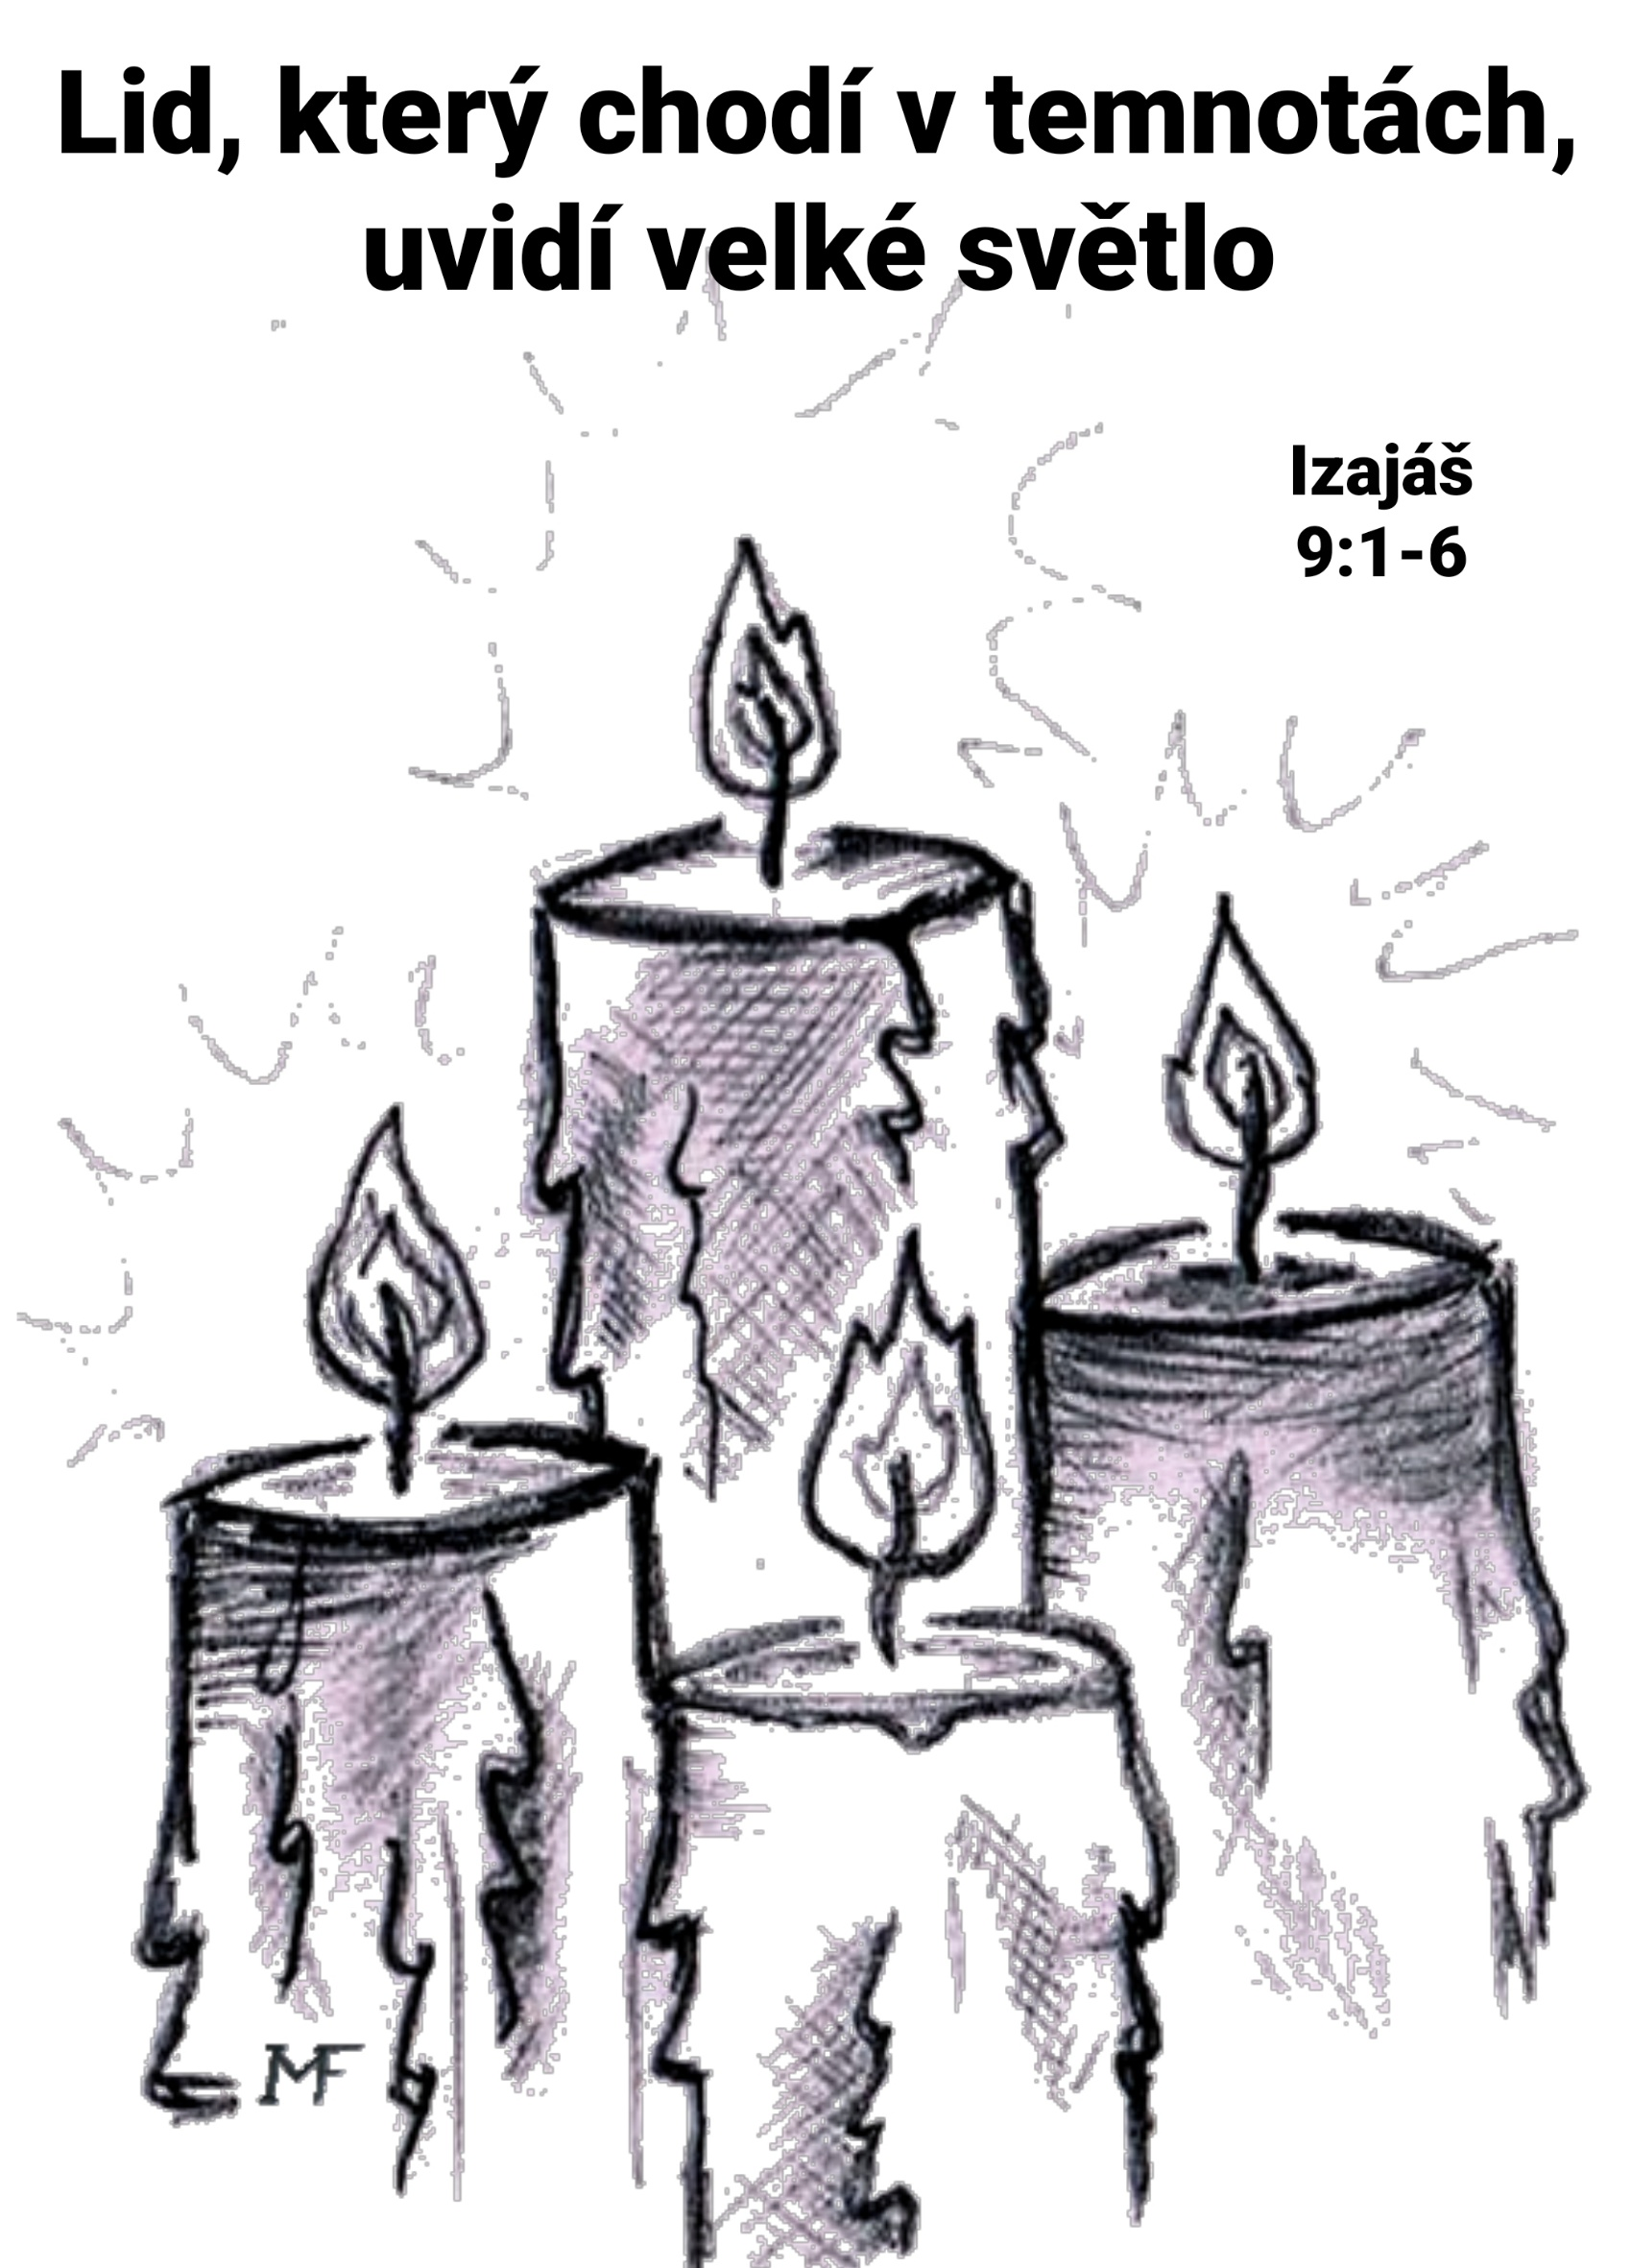 Lid, který chodí v temnotách,
uvidí velké světlo
Izajáš
9:1-6
MF